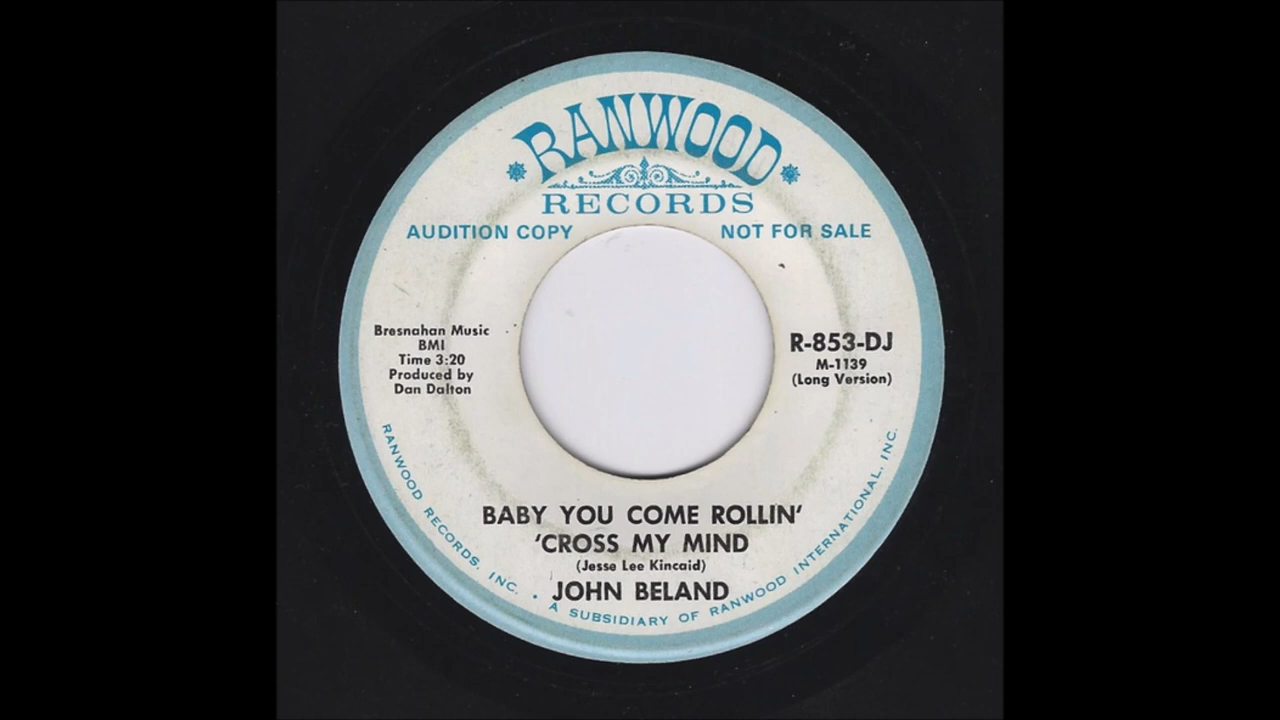 RANWOOD
RECORDS
AUDITION COPY NOT FOR SALE
Bresnahan Music
BMI
Time 3:20
Produced by
Dan Dalton
R-853-DJ
M-1139
(Long Version)
BABY YOU COME ROLLIN'
'CROSS MY MIND
(Jesse Lee Kincaid)
JOHN BELAND
RANWOOD RECORDS, INC. • A SUBSIDIARY OF RANWOOD INTERNATIONAL, INC.